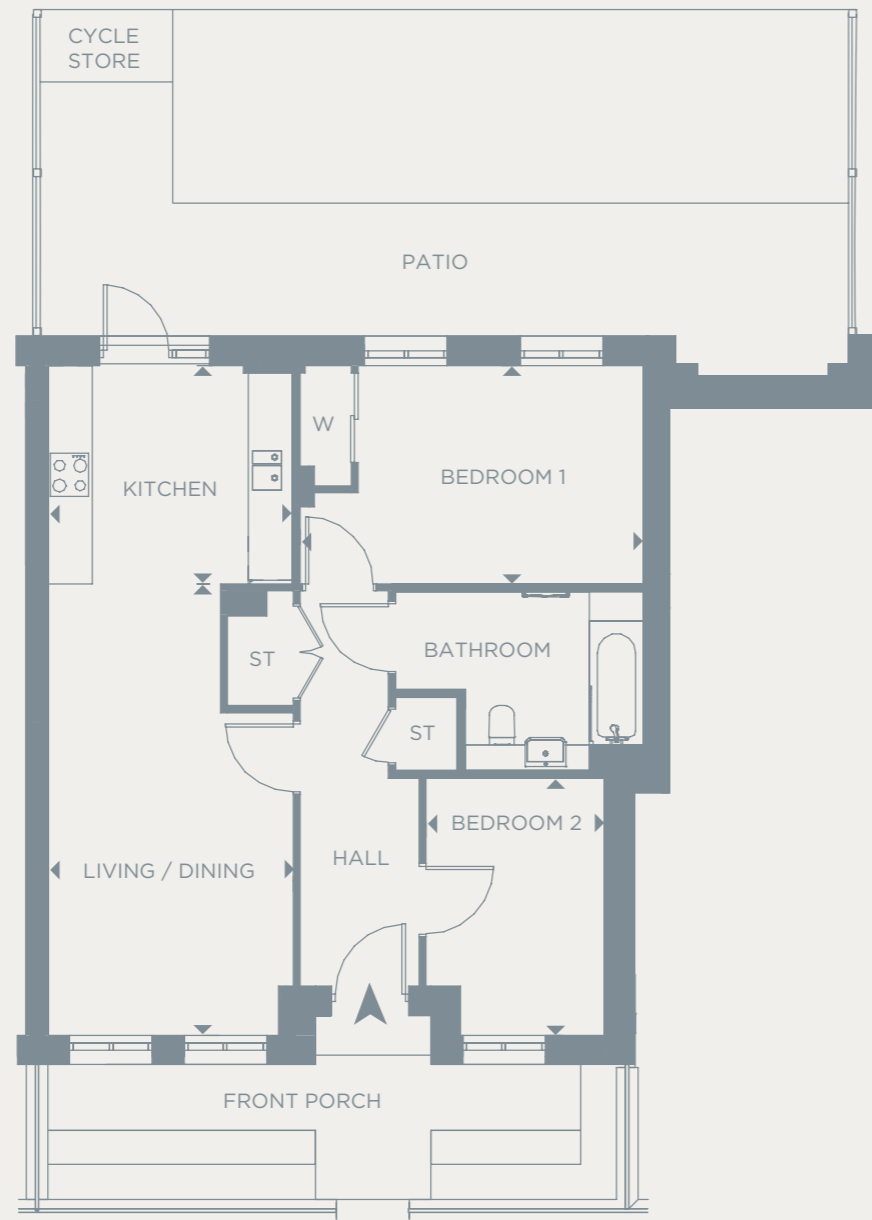 CYCLE
STORE
PATIO
W
KITCHEN
BEDROOM 1
ST
BATHROOM
ST
BEDROOM 2
HALL
LIVING / DINING
FRONT PORCH